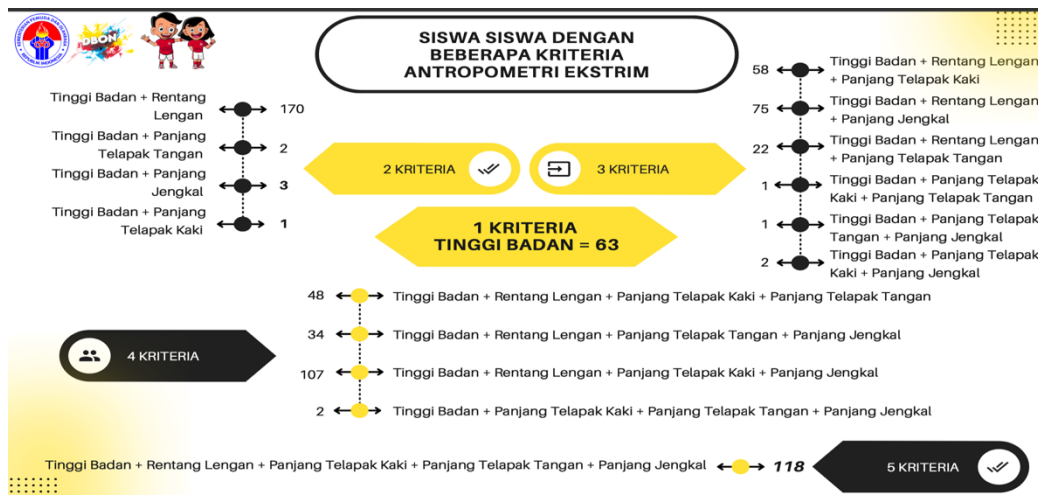 KEMENTERIAN PEMUDA DAN OLAHRAGA
REPUBLIK INDONESIA
DBON
SISWA SISWA DENGAN
BEBERAPA KRITERIA
ANTROPOMETRI EKSTRIM
Tinggi Badan + Rentang
Lengan
170
Tinggi Badan + Panjang
Telapak Tangan
2
Tinggi Badan + Panjang
Jengkal
3
Tinggi Badan + Panjang
Telapak Kaki
1
2 KRITERIA
3 KRITERIA
58
Tinggi Badan + Rentang Lengan
+ Panjang Telapak Kaki
75
Tinggi Badan + Rentang Lengan
+ Panjang Jengkal
22
Tinggi Badan + Rentang Lengan
+ Panjang Telapak Tangan
1
Tinggi Badan + Panjang Telapak
Kaki + Panjang Telapak Tangan
1
Tinggi Badan + Panjang Telapak
Tangan + Panjang Jengkal
2
Tinggi Badan + Panjang Telapak
Kaki + Panjang Jengkal
1 KRITERIA
TINGGI BADAN = 63
4 KRITERIA
48 Tinggi Badan + Rentang Lengan + Panjang Telapak Kaki + Panjang Telapak Tangan
34 Tinggi Badan + Rentang Lengan + Panjang Telapak Tangan + Panjang Jengkal
107 Tinggi Badan + Rentang Lengan + Panjang Telapak Kaki + Panjang Jengkal
2 Tinggi Badan + Panjang Telapak Kaki + Panjang Telapak Tangan + Panjang Jengkal
Tinggi Badan + Rentang Lengan + Panjang Telapak Kaki + Panjang Telapak Tangan + Panjang Jengkal 118
5 KRITERIA